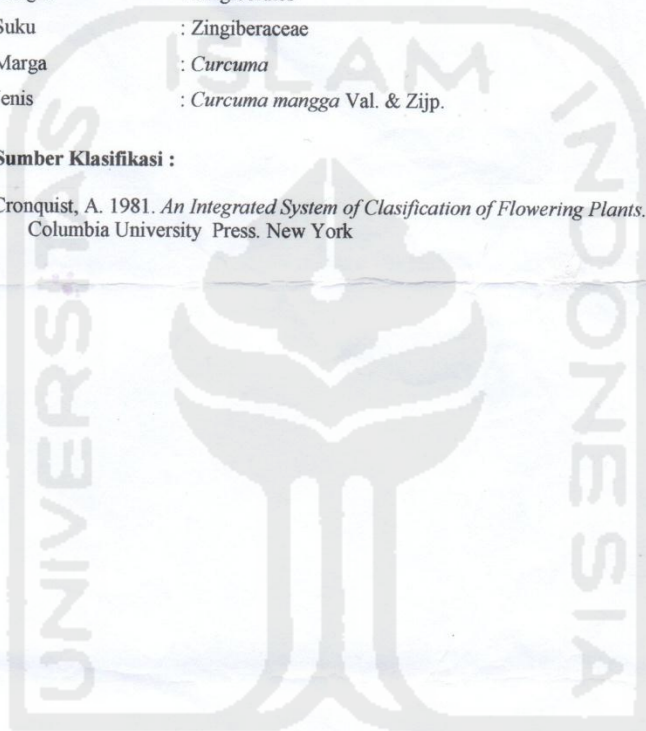 Suku : Zingiberaceae
Marga : Curcuma
Jenis : Curcuma mangga Val. & Zijp.
Sumber Klasifikasi :
Cronquist, A. 1981. An Integrated System of Clasification of Flowering Plants.
Columbia University Press. New York
UNIVERSITAS
ISLAM
INDONESIA